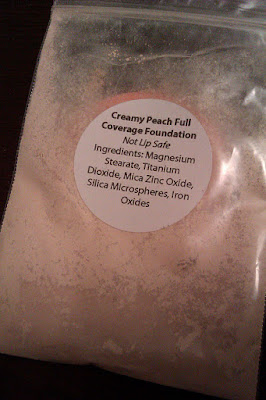 Creamy Peach Full
Coverage Foundation
Not Lip Safe
Ingredients: Magnesium
Stearate, Titanium
Dioxide, Mica Zinc Oxide,
Silica Microspheres, Iron
Oxides